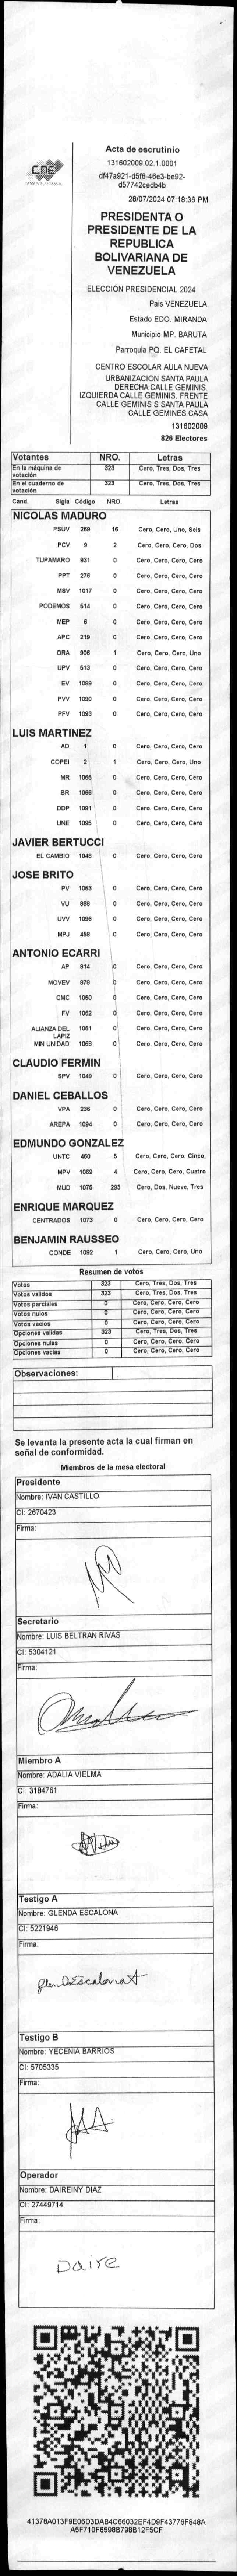 CNE
Acta de escrutinio
131602009.02.1.0001
df47a921-d5f6-46e3-be92-
d57742cedb4b
28/07/2024 07:18:36 PM
PRESIDENTA O
PRESIDENTE DE LA
REPUBLICA
BOLIVARIANA DE
VENEZUELA
ELECCIÓN PRESIDENCIAL 2024
País VENEZUELA
Estado EDO. MIRANDA
Municipio MP. BARUTA
Parroquia PQ. EL CAFETAL
CENTRO ESCOLAR AULA NUEVA
URBANIZACION SANTA PAULA
DERECHA CALLE GEMINIS.
IZQUIERDA CALLE GEMINIS. FRENTE
CALLE GEMINIS S SANTA PAULA
CALLE GEMINES CASA
131602009
826 Electores
Votantes NRO. Letras
En la máquina de votación 323 Cero, Tres, Dos, Tres
En el cuaderno de votación 323 Cero, Tres, Dos, Tres
Cand. Sigla Código NRO. Letras
NICOLAS MADURO
PSUV 269 16 Cero, Cero, Uno, Seis
PCV 9 2 Cero, Cero, Cero, Dos
TUPAMARO 931 0 Cero, Cero, Cero, Cero
PPT 276 0 Cero, Cero, Cero, Cero
MSV 1017 0 Cero, Cero, Cero, Cero
PODEMOS 514 0 Cero, Cero, Cero, Cero
MEP 6 0 Cero, Cero, Cero, Cero
APC 219 0 Cero, Cero, Cero, Cero
ORA 906 1 Cero, Cero, Cero, Uno
UPV 513 0 Cero, Cero, Cero, Cero
EV 1089 0 Cero, Cero, Cero, Cero
PVV 1090 0 Cero, Cero, Cero, Cero
PFV 1093 0 Cero, Cero, Cero, Cero
LUIS MARTINEZ
AD 1 0 Cero, Cero, Cero, Cero
COPEI 2 1 Cero, Cero, Cero, Uno
MR 1065 0 Cero, Cero, Cero, Cero
BR 1066 0 Cero, Cero, Cero, Cero
DDP 1091 0 Cero, Cero, Cero, Cero
UNE 1095 0 Cero, Cero, Cero, Cero
JAVIER BERTUCCI
EL CAMBIO 1048 0 Cero, Cero, Cero, Cero
JOSE BRITO
PV 1053 0 Cero, Cero, Cero, Cero
VU 868 0 Cero, Cero, Cero, Cero
UVV 1096 0 Cero, Cero, Cero, Cero
MPJ 458 0 Cero, Cero, Cero, Cero
ANTONIO ECARRI
AP 814 0 Cero, Cero, Cero, Cero
MOVEV 978 0 Cero, Cero, Cero, Cero
CMC 1050 0 Cero, Cero, Cero, Cero
FV 1052 0 Cero, Cero, Cero, Cero
ALIANZA DEL LAPIZ 1051 0 Cero, Cero, Cero, Cero
MIN UNIDAD 1068 0 Cero, Cero, Cero, Cero
CLAUDIO FERMIN
SPV 1049 0 Cero, Cero, Cero, Cero
DANIEL CEBALLOS
VPA 236 0 Cero, Cero, Cero, Cero
AREPA 1094 0 Cero, Cero, Cero, Cero
EDMUNDO GONZALEZ
UNTC 460 5 Cero, Cero, Cero, Cinco
MPV 1069 4 Cero, Cero, Cero, Cuatro
MUD 1075 293 Cero, Dos, Nueve, Tres
ENRIQUE MARQUEZ
CENTRADOS 1073 0 Cero, Cero, Cero, Cero
BENJAMIN RAUSSEO
CONDE 1092 1 Cero, Cero, Cero, Uno
Resumen de votos
Votos 323 Cero, Tres, Dos, Tres
Votos validos 323 Cero, Tres, Dos, Tres
Votos parciales 0 Cero, Cero, Cero, Cero
Votos nulos 0 Cero, Cero, Cero, Cero
Votos vacios 0 Cero, Cero, Cero, Cero
Opciones validas 323 Cero, Tres, Dos, Tres
Opciones nulas 0 Cero, Cero, Cero, Cero
Opciones vacias 0 Cero, Cero, Cero, Cero
Observaciones:
Se levanta la presente acta la cual firman en
señal de conformidad.
Miembros de la mesa electoral
Presidente
Nombre: IVAN CASTILLO
CI: 2670423
Firma:
Secretario
Nombre: LUIS BELTRAN RIVAS
CI: 5304121
Firma:
Miembro A
Nombre: ADALIA VIELMA
CI: 3184761
Firma:
Testigo A
Nombre: GLENDA ESCALONA
CI: 5221946
Firma:
Testigo B
Nombre: YECENIA BARRIOS
CI: 5705335
Firma:
Operador
Nombre: DAIREINY DIAZ
CI: 27449714
Firma:
Daire
41378A013F9E06D3DAB4C66032EF4D9F43776F848A
A5F710F6598B798B12F5CF